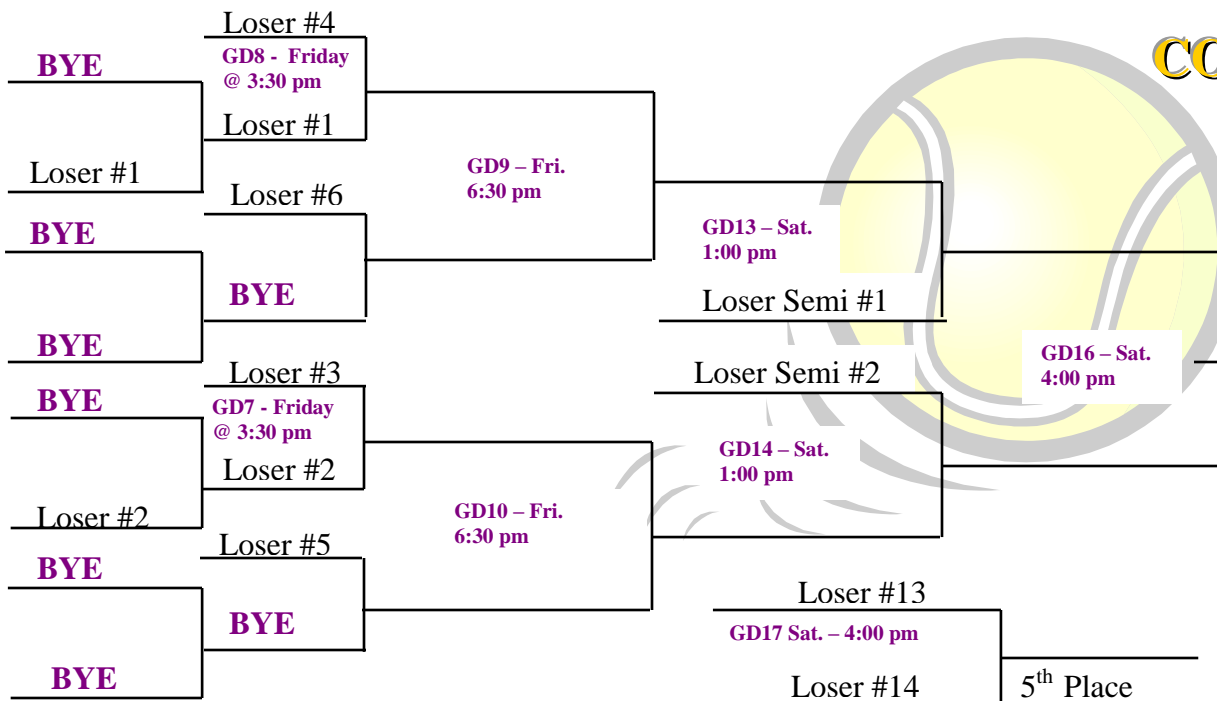 Loser #4
CO
BYE
GD8 - Friday
@ 3:30 pm
Loser #1
Loser #1
GD9 – Fri.
6:30 pm
Loser #6
BYE
GD13 – Sat.
1:00 pm
BYE
Loser Semi #1
BYE
GD16 – Sat.
4:00 pm
Loser #3
Loser Semi #2
BYE
GD7 - Friday
@ 3:30 pm
GD14 – Sat.
1:00 pm
Loser #2
Loser #2
GD10 – Fri.
6:30 pm
Loser #5
BYE
Loser #13
BYE
GD17 Sat. – 4:00 pm
BYE
Loser #14
5th Place